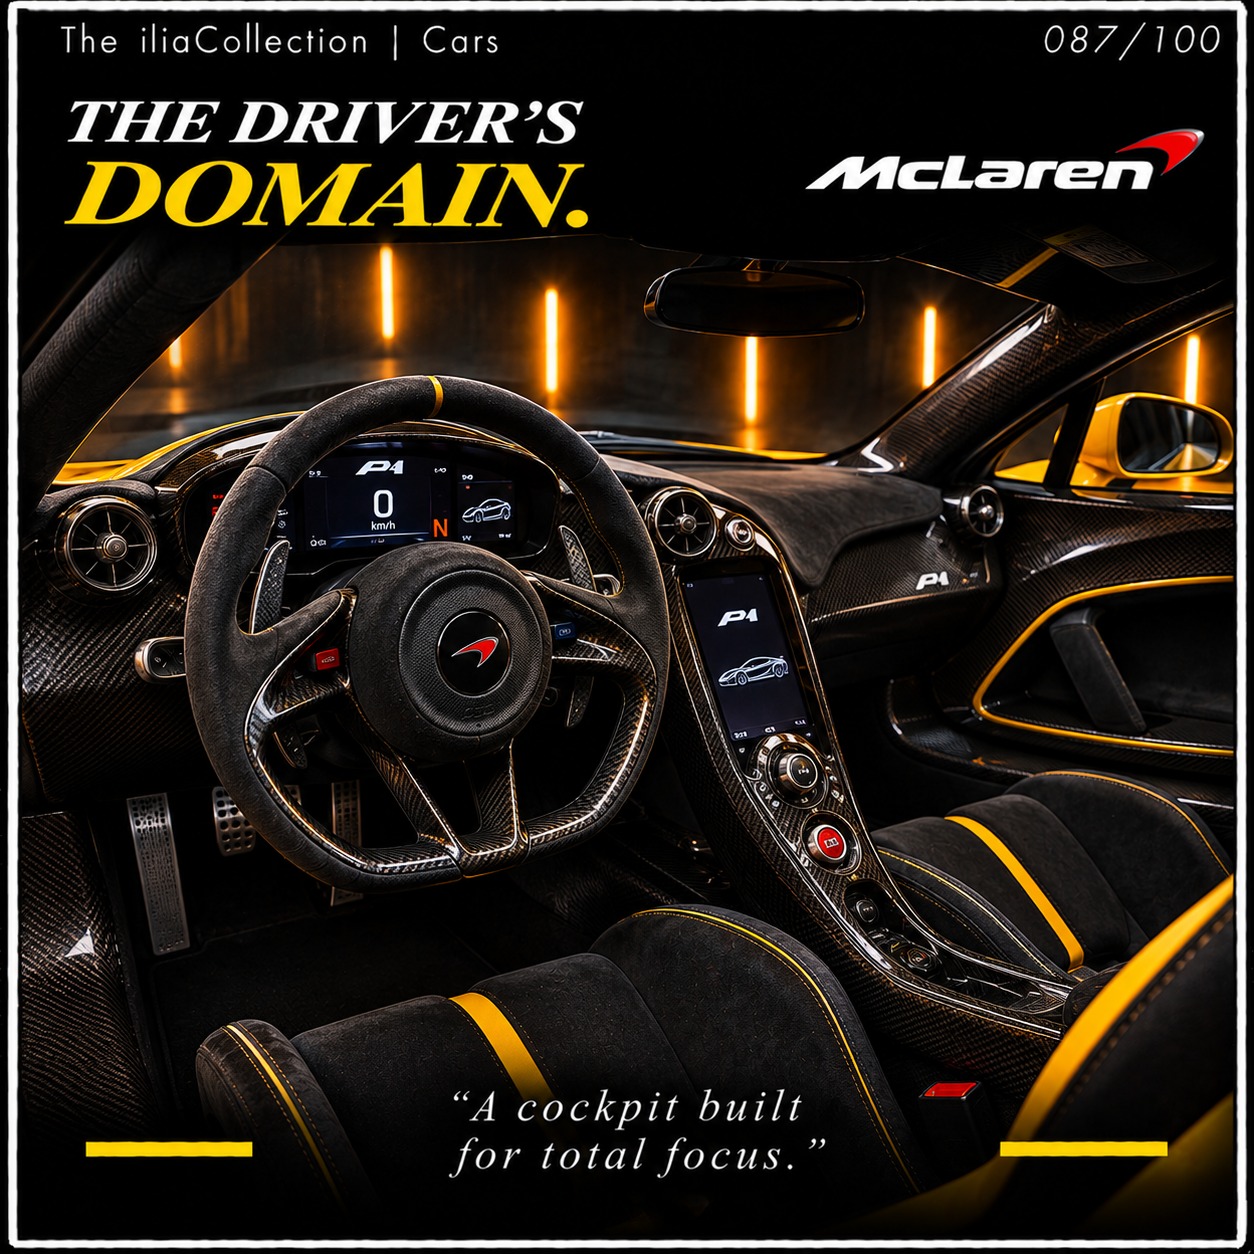 The iliaCollection | Cars
087/100
THE DRIVER’S
DOMAIN.
McLaren
P1
0
km/h
N
P1
P1
“A cockpit built
for total focus.”